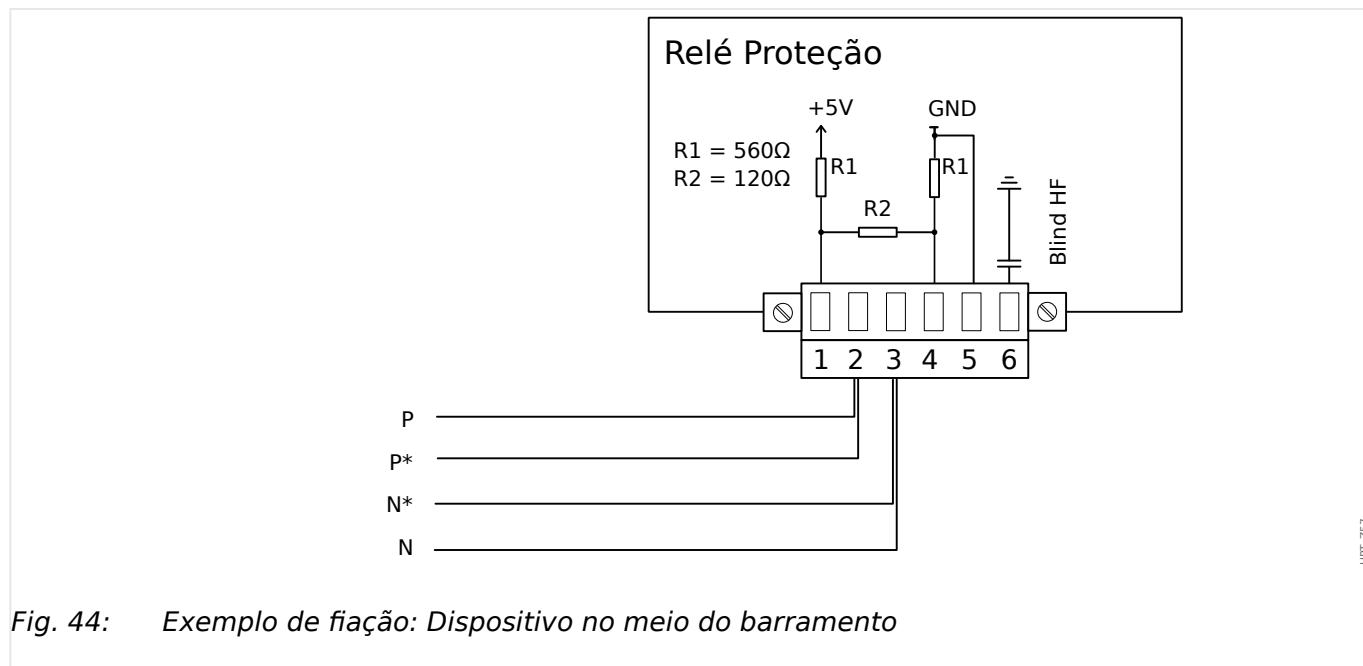 Relé Proteção
+5V
GND
R1 = 560Ω
R2 = 120Ω
R1
R1
R2
Blind HF
1 2 3 4 5 6
P
P*
N*
N
Fig. 44: Exemplo de fiação: Dispositivo no meio do barramento